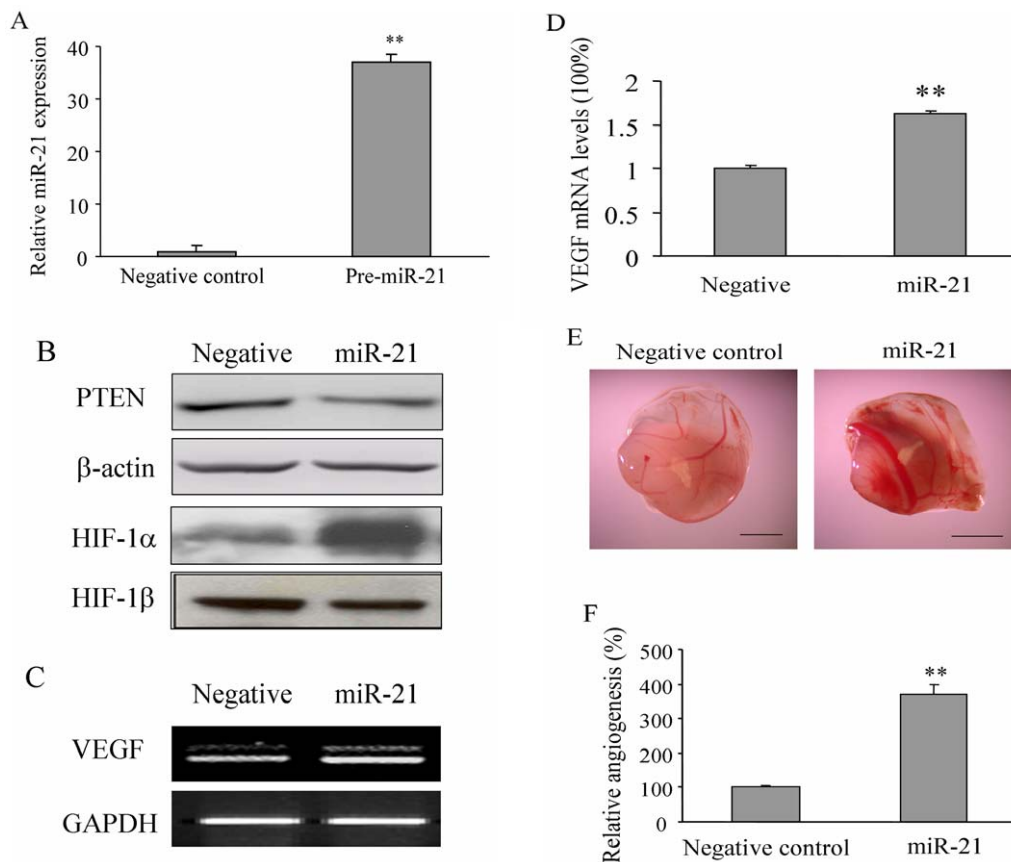 A
Relative miR-21 expression
40
30
20
10
0
**
Negative control Pre-miR-21
B
Negative miR-21
PTEN
β-actin
HIF-1α
HIF-1β
C
Negative miR-21
VEGF
GAPDH
D
VEGF mRNA levels (100%)
2
1.5
1
0.5
0
**
Negative miR-21
E
Negative control miR-21
F
Relative angiogenesis (%)
500
400
300
200
100
0
**
Negative control miR-21